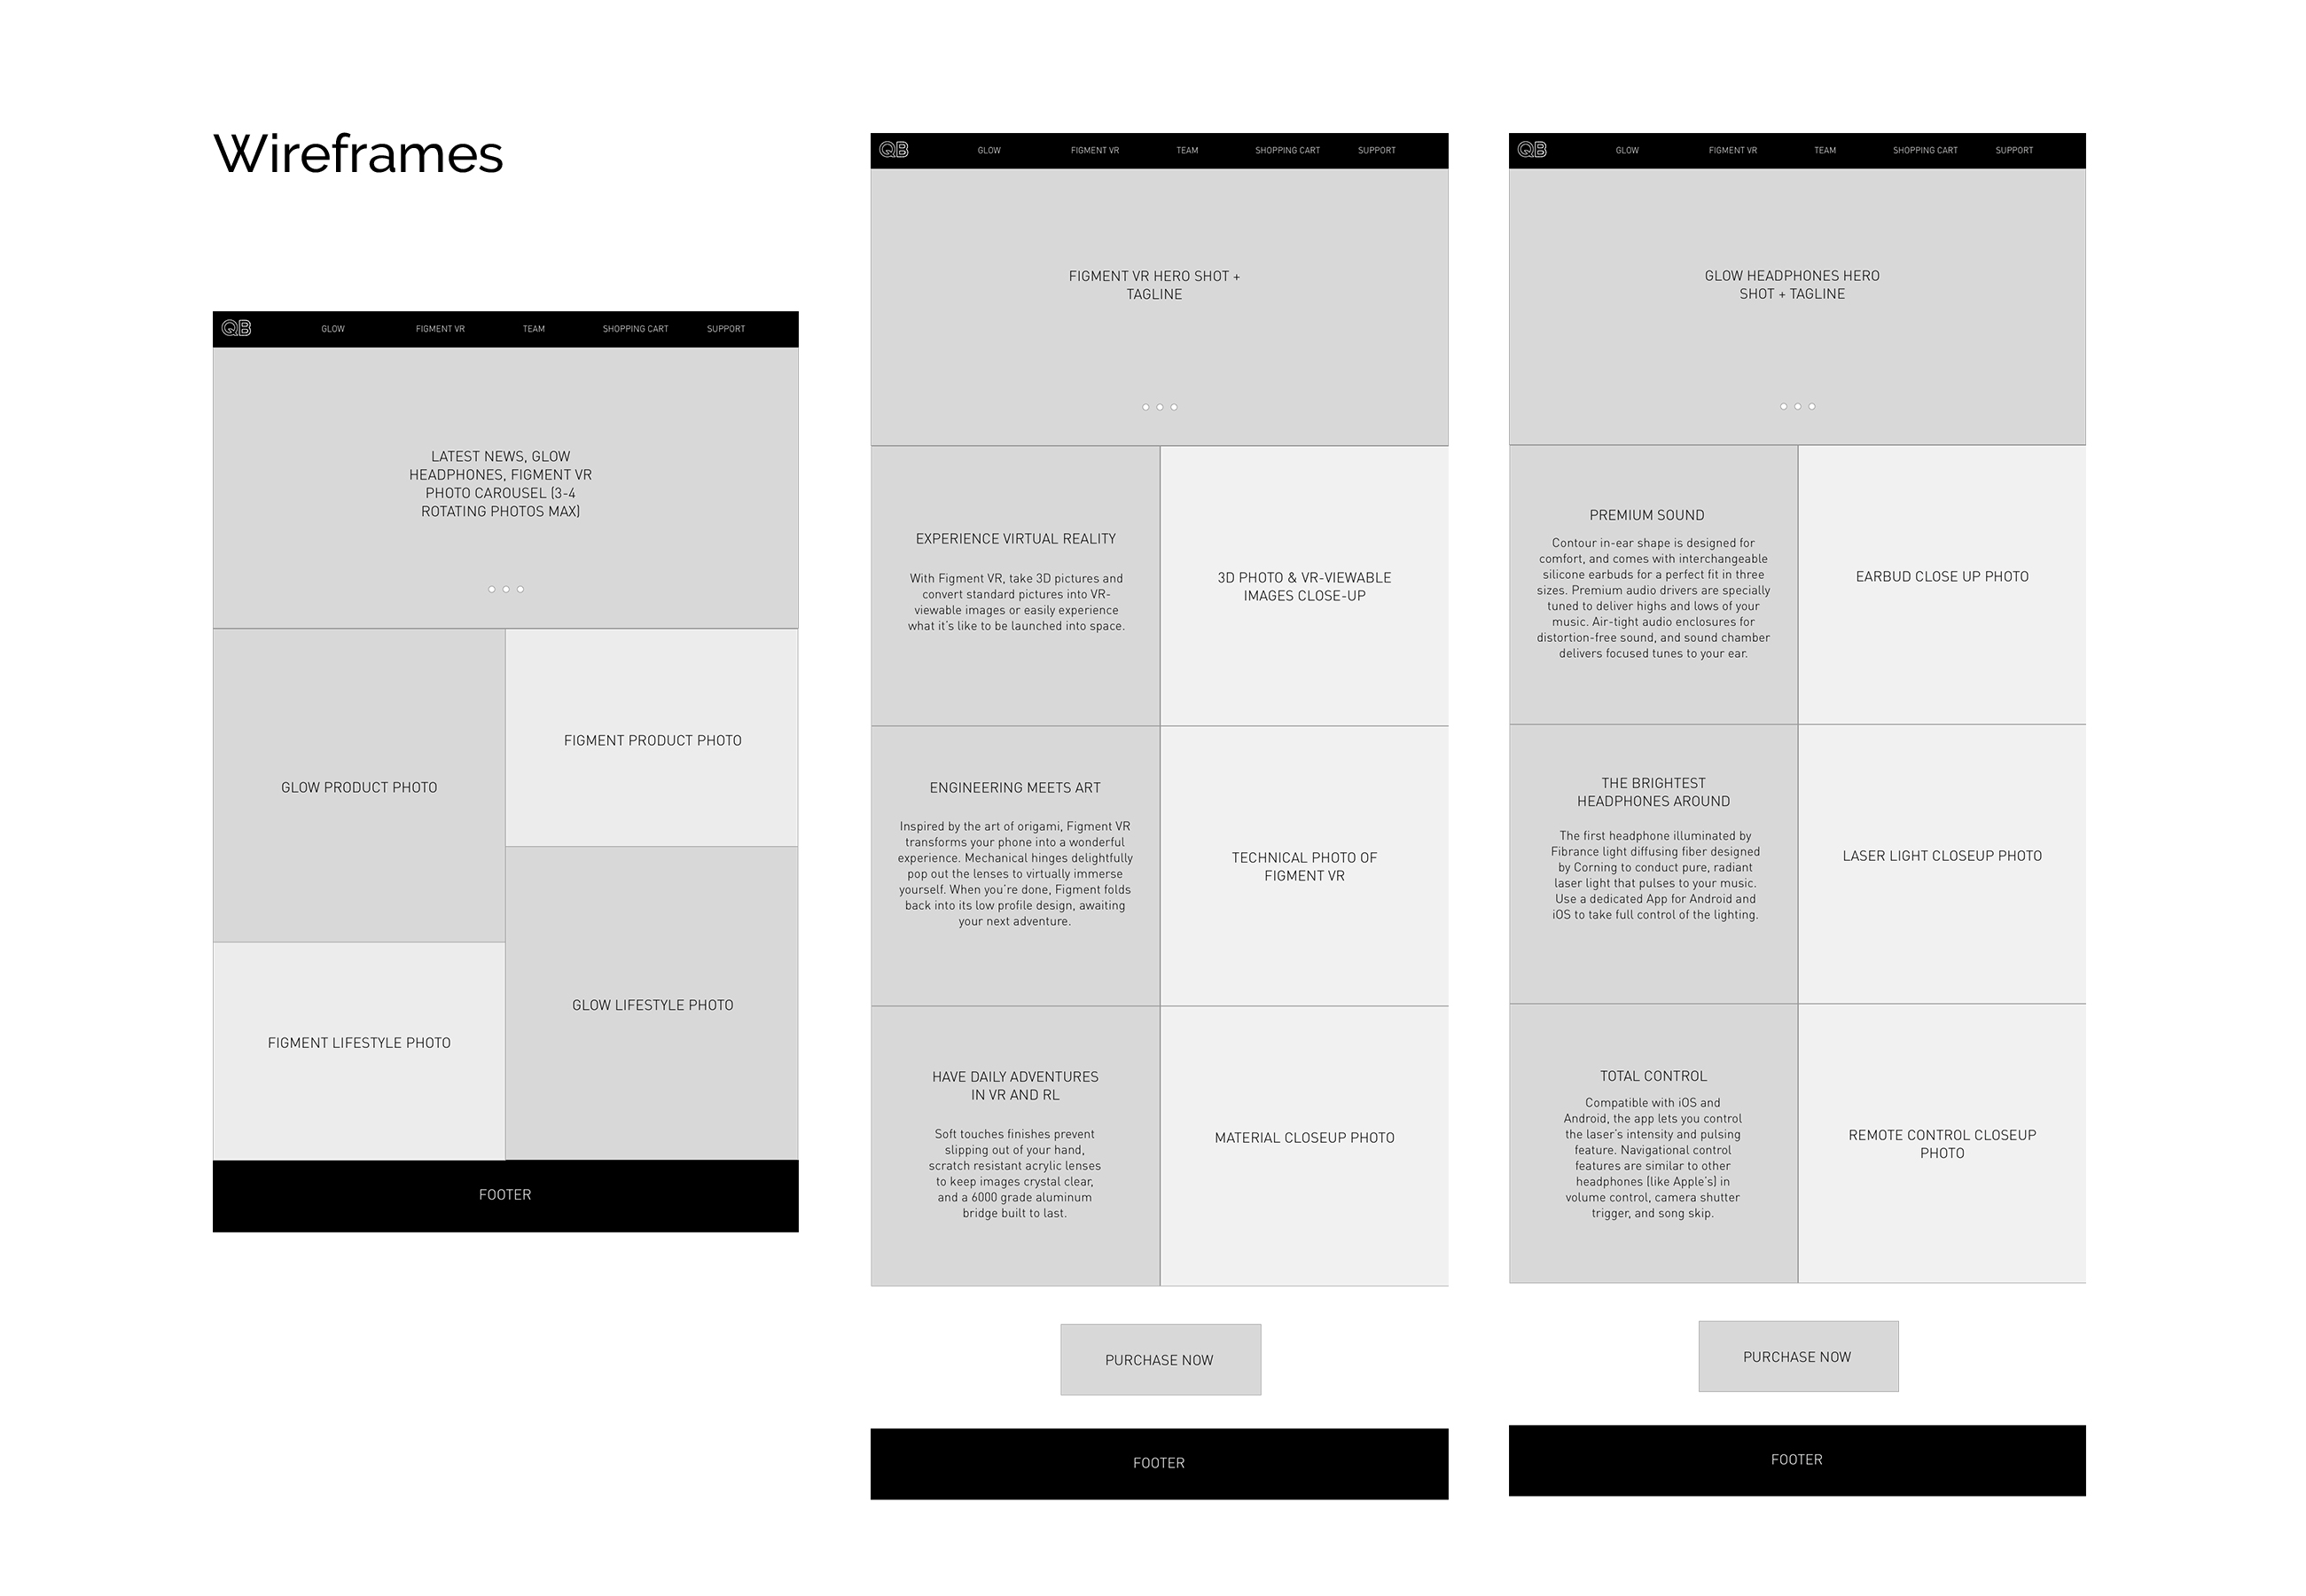 Wireframes
QB
GLOW
FIGMENT VR
TEAM
SHOPPING CART
SUPPORT
LATEST NEWS, GLOW
HEADPHONES, FIGMENT VR
PHOTO CAROUSEL (3-4
ROTATING PHOTOS MAX)
GLOW PRODUCT PHOTO
FIGMENT PRODUCT PHOTO
FIGMENT LIFESTYLE PHOTO
GLOW LIFESTYLE PHOTO
FOOTER
QB
GLOW
FIGMENT VR
TEAM
SHOPPING CART
SUPPORT
FIGMENT VR HERO SHOT +
TAGLINE
EXPERIENCE VIRTUAL REALITY
With Figment VR, take 3D pictures and
convert standard pictures into VR-
viewable images or easily experience
what it's like to be launched into space.
3D PHOTO & VR-VIEWABLE
IMAGES CLOSE-UP
ENGINEERING MEETS ART
Inspired by the art of origami, Figment VR
transforms your phone into a wonderful
experience. Mechanical hinges delightfully
pop out the lenses to virtually immerse
yourself. When you're done, Figment folds
back into its low profile design, awaiting
your next adventure.
TECHNICAL PHOTO OF
FIGMENT VR
HAVE DAILY ADVENTURES
IN VR AND RL
Soft touches finishes prevent
slipping out of your hand,
scratch resistant acrylic lenses
to keep images crystal clear,
and a 6000 grade aluminum
bridge built to last.
MATERIAL CLOSEUP PHOTO
PURCHASE NOW
FOOTER
QB
GLOW
FIGMENT VR
TEAM
SHOPPING CART
SUPPORT
GLOW HEADPHONES HERO
SHOT + TAGLINE
PREMIUM SOUND
Contour in-ear shape is designed for
comfort, and comes with interchangeable
silicone earbuds for a perfect fit in three
sizes. Premium audio drivers are specially
tuned to deliver highs and lows of your
music. Air-tight audio enclosures for
distortion-free sound, and sound chamber
delivers focused tunes to your ear.
EARBUD CLOSE UP PHOTO
THE BRIGHTEST
HEADPHONES AROUND
The first headphone illuminated by
Fibrance light diffusing fiber designed
by Corning to conduct pure, radiant
laser light that pulses to your music.
Use a dedicated App for Android and
iOS to take full control of the lighting.
LASER LIGHT CLOSEUP PHOTO
TOTAL CONTROL
Compatible with iOS and
Android, the app lets you control
the laser's intensity and pulsing
feature. Navigational control
features are similar to other
headphones (like Apple's) in
volume control, camera shutter
trigger, and song skip.
REMOTE CONTROL CLOSEUP
PHOTO
PURCHASE NOW
FOOTER